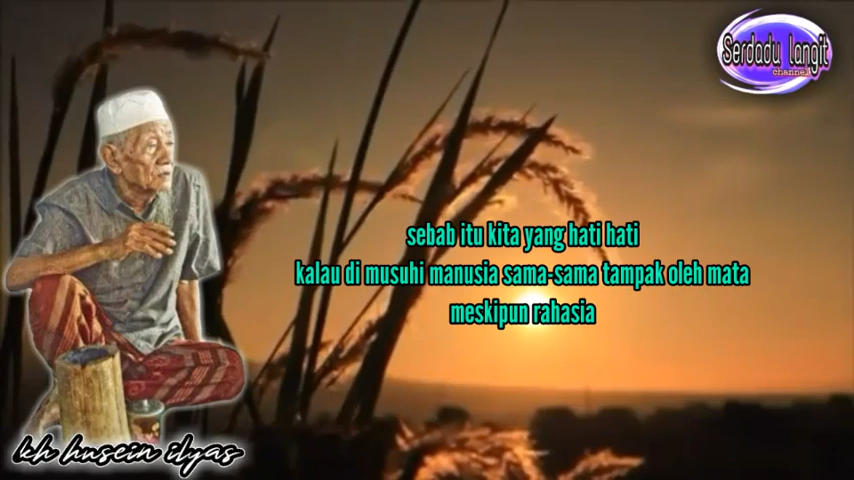 Serdadu langit
channel
sebab itu kita yang hati hati
kalau di musuhi manusia sama-sama tampak oleh mata
meskipun rahasia
kh husein ilyas